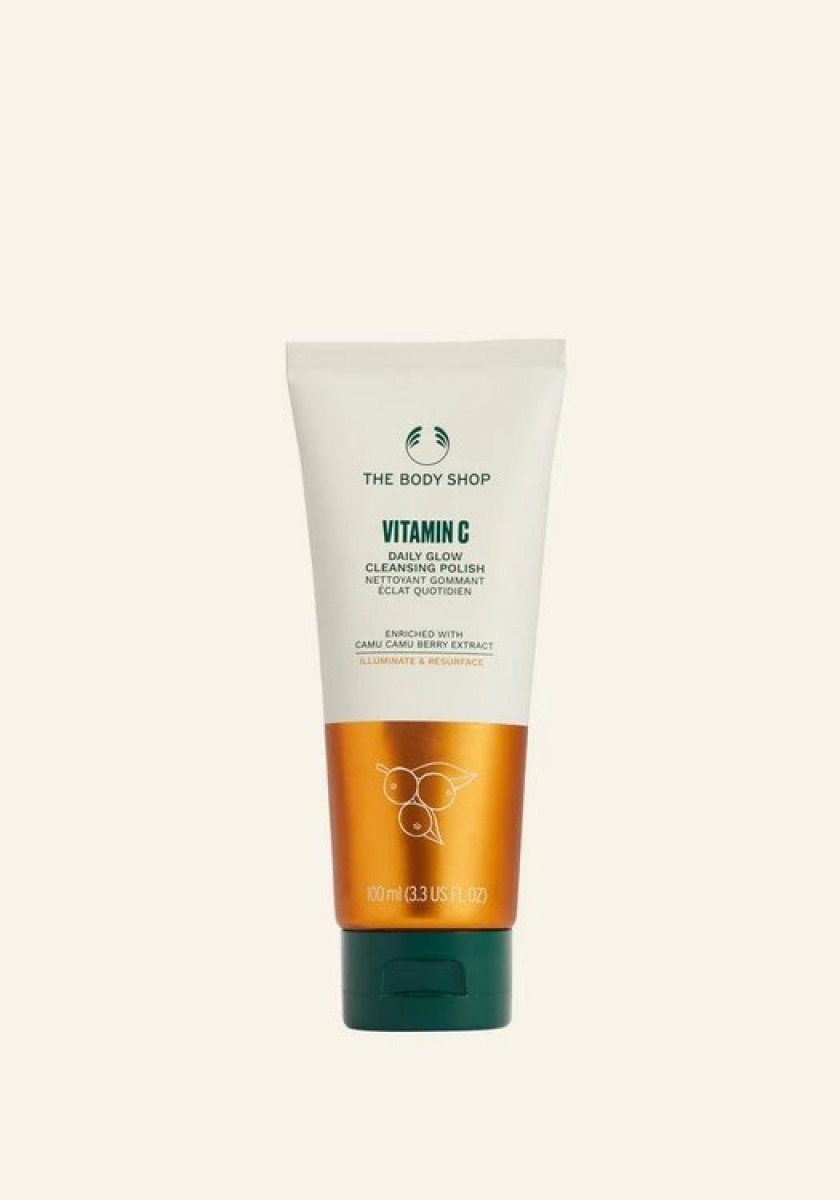 THE BODY SHOP
VITAMIN C
DAILY GLOW
CLEANSING POLISH
NETTOYANT GOMMANT
ÉCLAT QUOTIDIEN
ENRICHED WITH
CAMU CAMU BERRY EXTRACT
ILLUMINATE & RESURFACE
100 ml (3.3 US FL OZ)